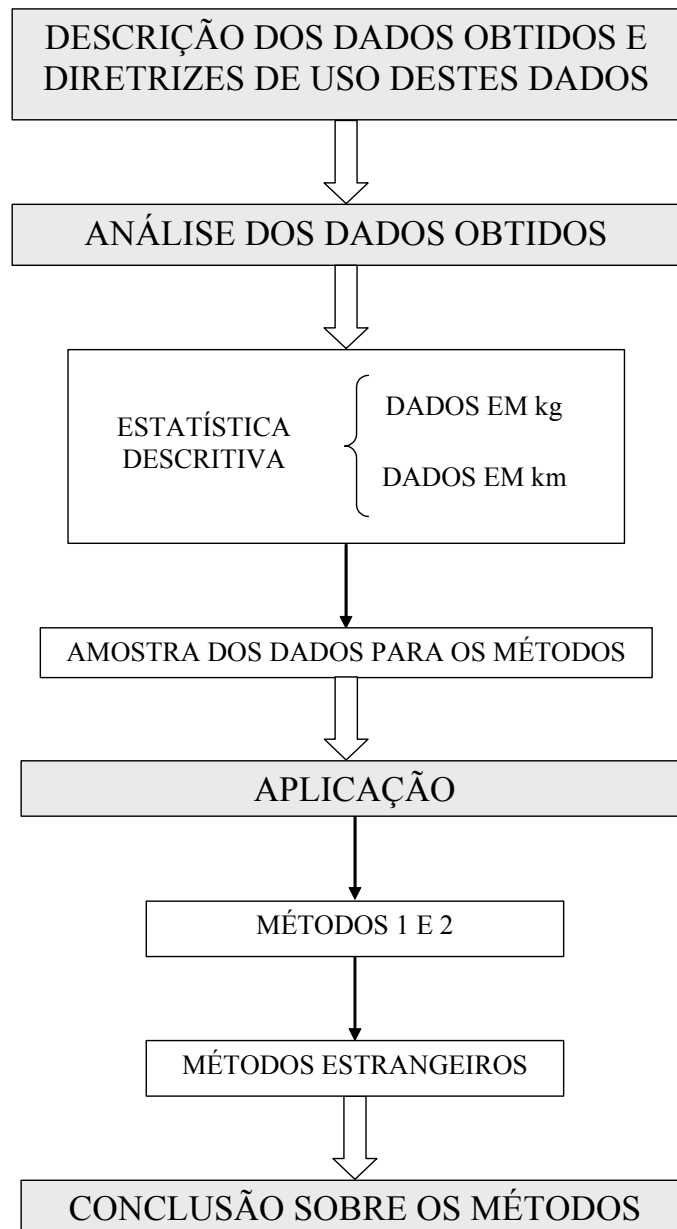 DESCRIÇÃO DOS DADOS OBTIDOS E
DIRETRIZES DE USO DESTES DADOS
ANÁLISE DOS DADOS OBTIDOS
ESTATÍSTICA
DESCRITIVA
DADOS EM kg
DADOS EM km
AMOSTRA DOS DADOS PARA OS MÉTODOS
APLICAÇÃO
MÉTODOS 1 E 2
MÉTODOS ESTRANGEIROS
CONCLUSÃO SOBRE OS MÉTODOS